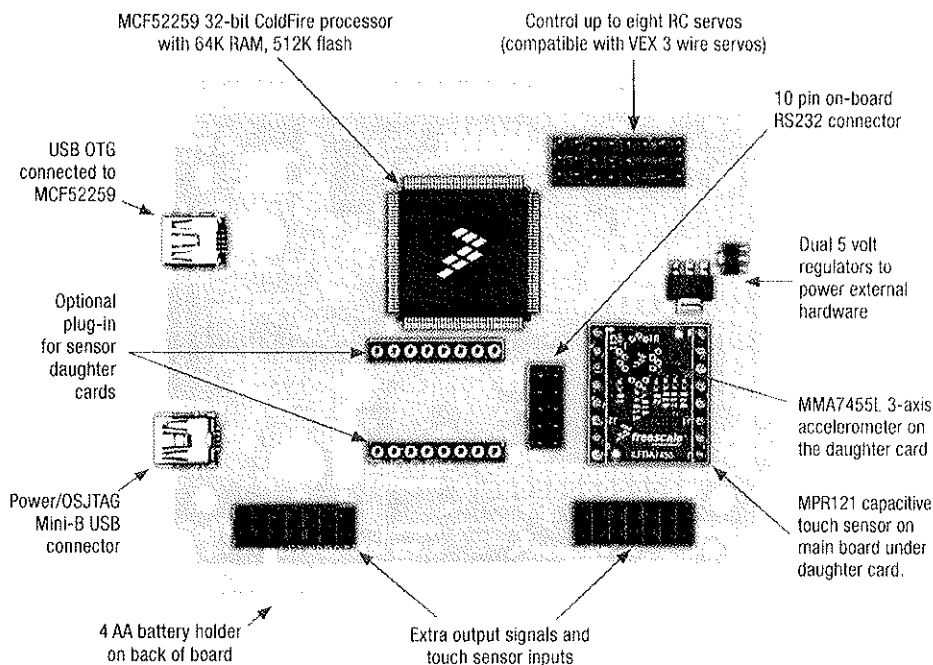 MCF52259 32-bit ColdFire processor
with 64K RAM, 512K flash
Control up to eight RC servos
(compatible with VEX 3 wire servos)
10 pin on-board
RS232 connector
USB OTG
connected to
MCF52259
Dual 5 volt
regulators to
power external
hardware
Optional
plug-in
for sensor
daughter
cards
MMA7455L 3-axis
accelerometer on
the daughter card
freescale
Power/OSJTAG
Mini-B USB
connector
MPR121 capacitive
touch sensor on
main board under
daughter card.
4 AA battery holder
on back of board
Extra output signals and
touch sensor inputs